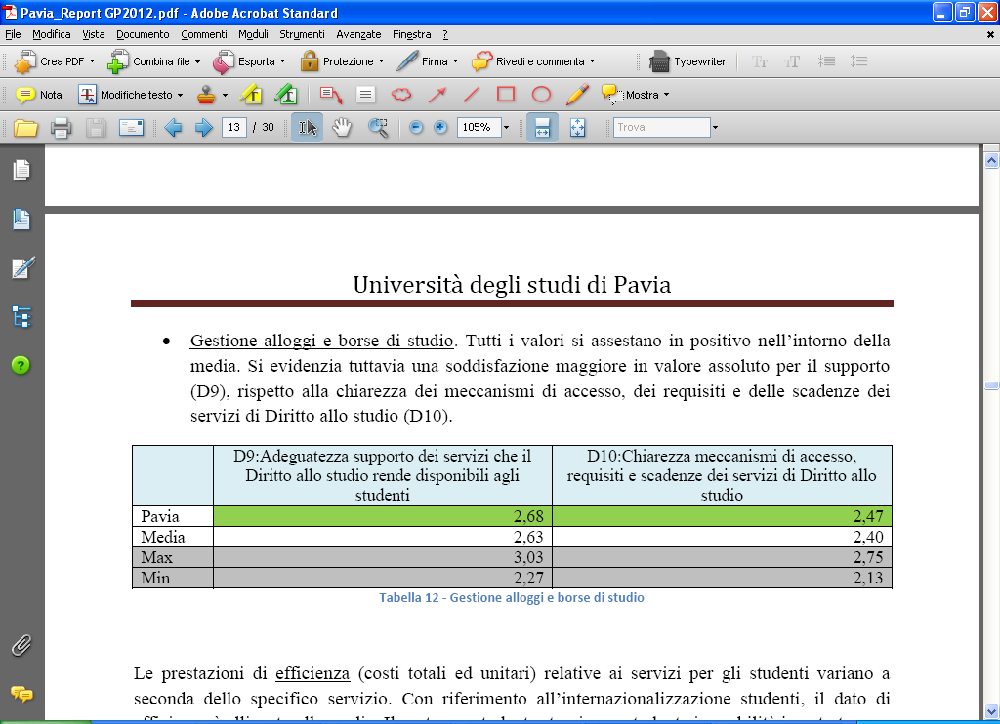 Pavia_Report GP2012.pdf - Adobe Acrobat Standard
File Modifica Vista Documento Commenti Moduli Strumenti Avanzate Finestra ?
Crea PDF Combina file Esporta Protezione Firma Rivedi e commenta Typewriter
Nota Modifiche testo Mostra
13 / 30 105% Trova
Università degli studi di Pavia
• Gestione alloggi e borse di studio. Tutti i valori si assestano in positivo nell'intorno della
media. Si evidenzia tuttavia una soddisfazione maggiore in valore assoluto per il supporto
(D9), rispetto alla chiarezza dei meccanismi di accesso, dei requisiti e delle scadenze dei
servizi di Diritto allo studio (D10).
D9:Adeguatezza supporto dei servizi che il
Diritto allo studio rende disponibili agli
studenti
D10:Chiarezza meccanismi di accesso,
requisiti e scadenze dei servizi di Diritto allo
studio
Pavia 2,68 2,47
Media 2,63 2,40
Max 3,03 2,75
Min 2,27 2,13
Tabella 12 - Gestione alloggi e borse di studio
Le prestazioni di efficienza (costi totali ed unitari) relative ai servizi per gli studenti variano a
seconda dello specifico servizio. Con riferimento all'internazionalizzazione studenti, il dato di